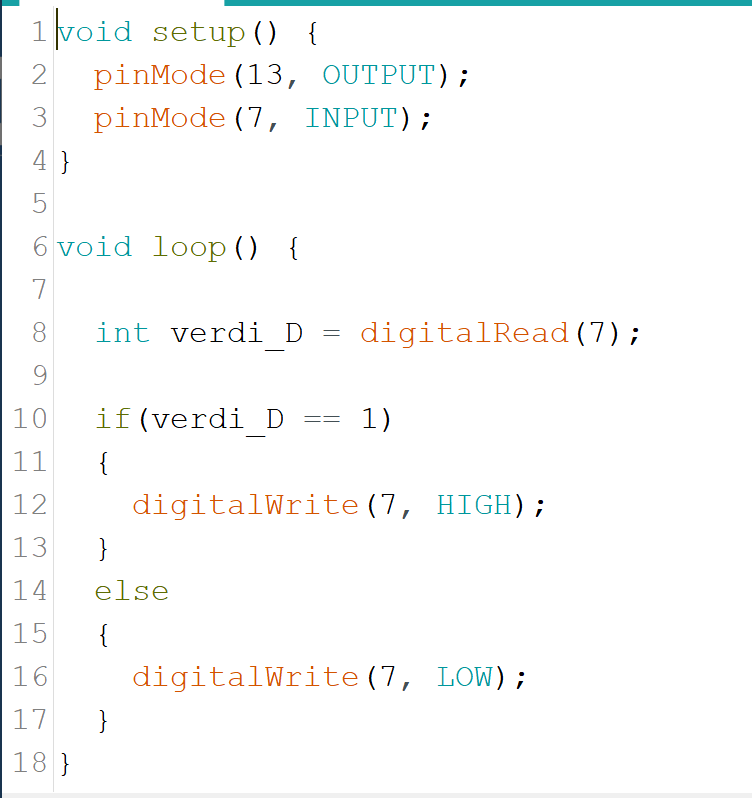 1 void setup() {
2   pinMode(13, OUTPUT);
3   pinMode(7, INPUT);
4 }
5
6 void loop() {
7
8   int verdi_D = digitalRead(7);
9
10   if(verdi_D == 1)
11   {
12     digitalWrite(7, HIGH);
13   }
14   else
15   {
16     digitalWrite(7, LOW);
17   }
18 }